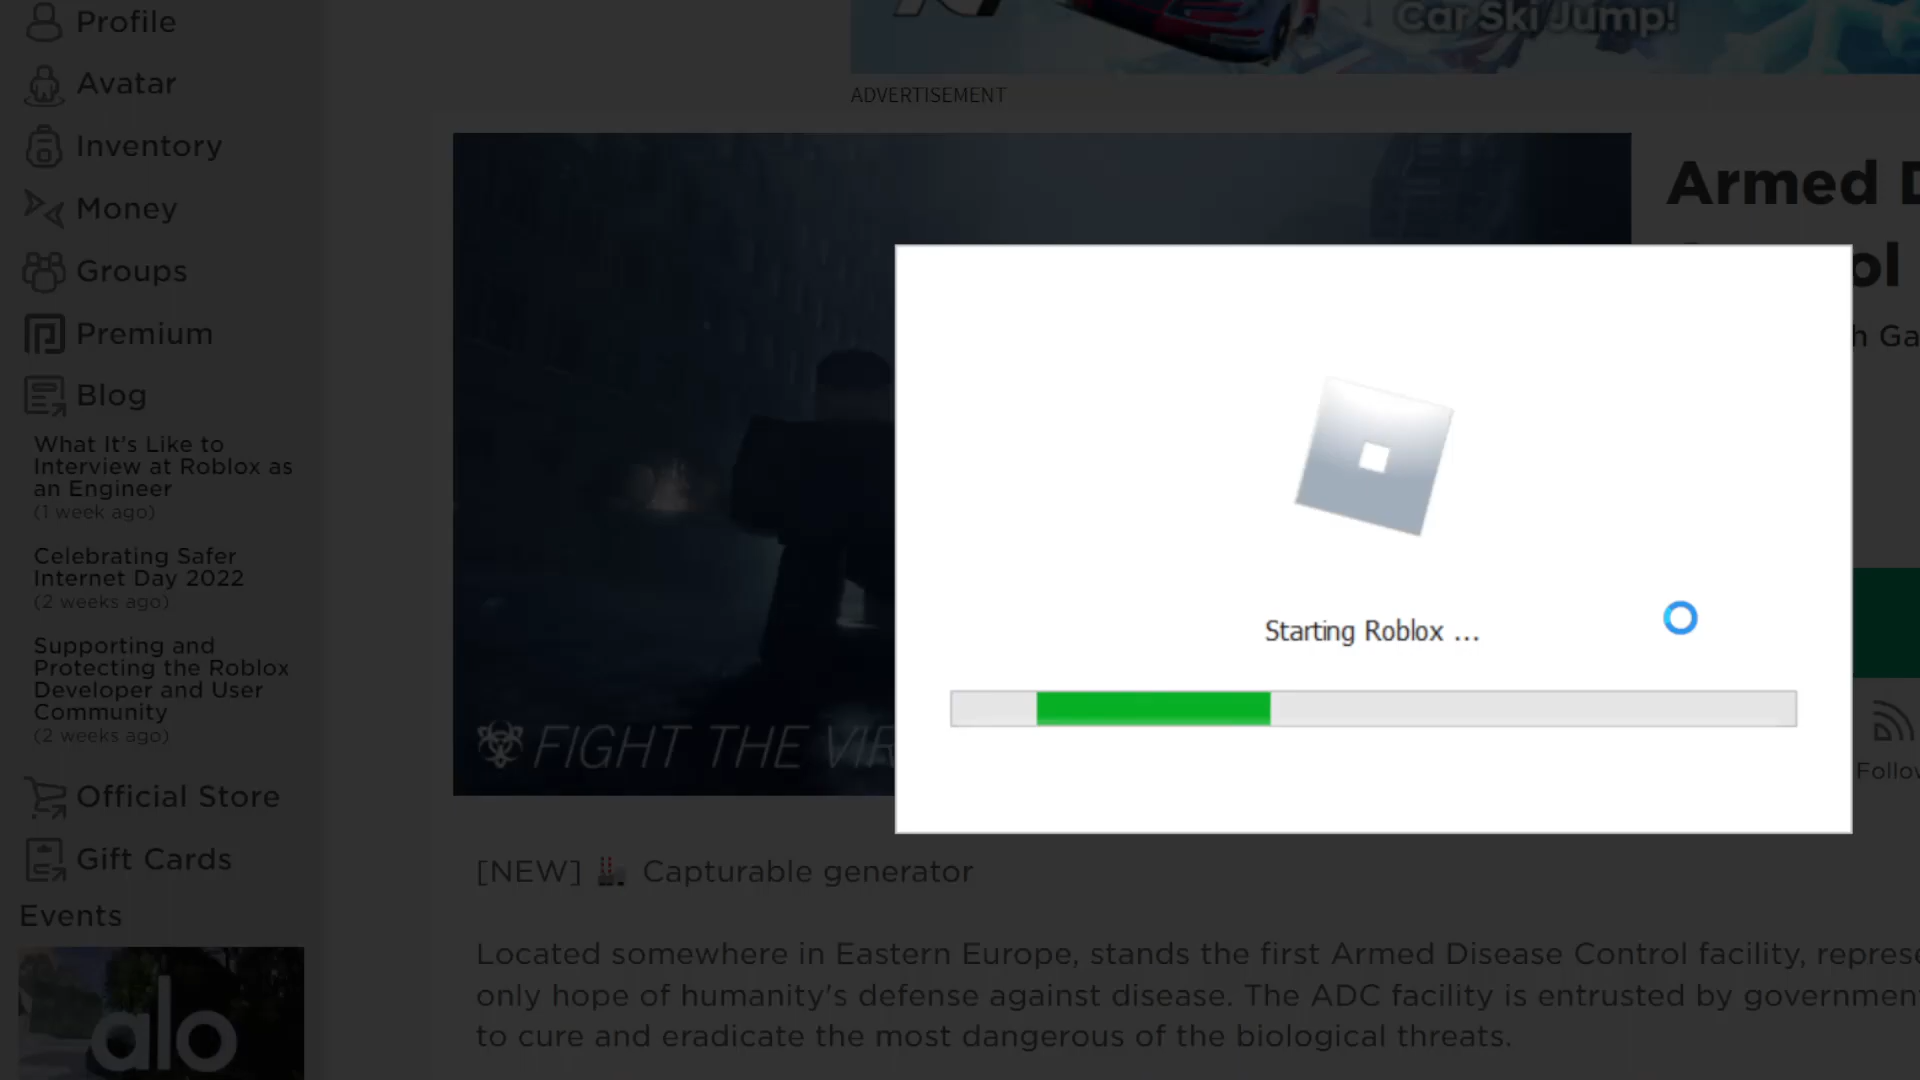 Profile
Avatar
Inventory
Money
Groups
Premium
Blog
What It's Like to
Interview at Roblox as
an Engineer
(1 week ago)
Celebrating Safer
Internet Day 2022
(2 weeks ago)
Supporting and
Protecting the Roblox
Developer and User
Community
(2 weeks ago)
Official Store
Gift Cards
Events
alo
Car Ski Jump!
ADVERTISEMENT
Armed
ol
h Ga
FIGHT THE VIR
Starting Roblox ...
Follow
[NEW] Capturable generator
Located somewhere in Eastern Europe, stands the first Armed Disease Control facility, represe
only hope of humanity's defense against disease. The ADC facility is entrusted by governmen
to cure and eradicate the most dangerous of the biological threats.